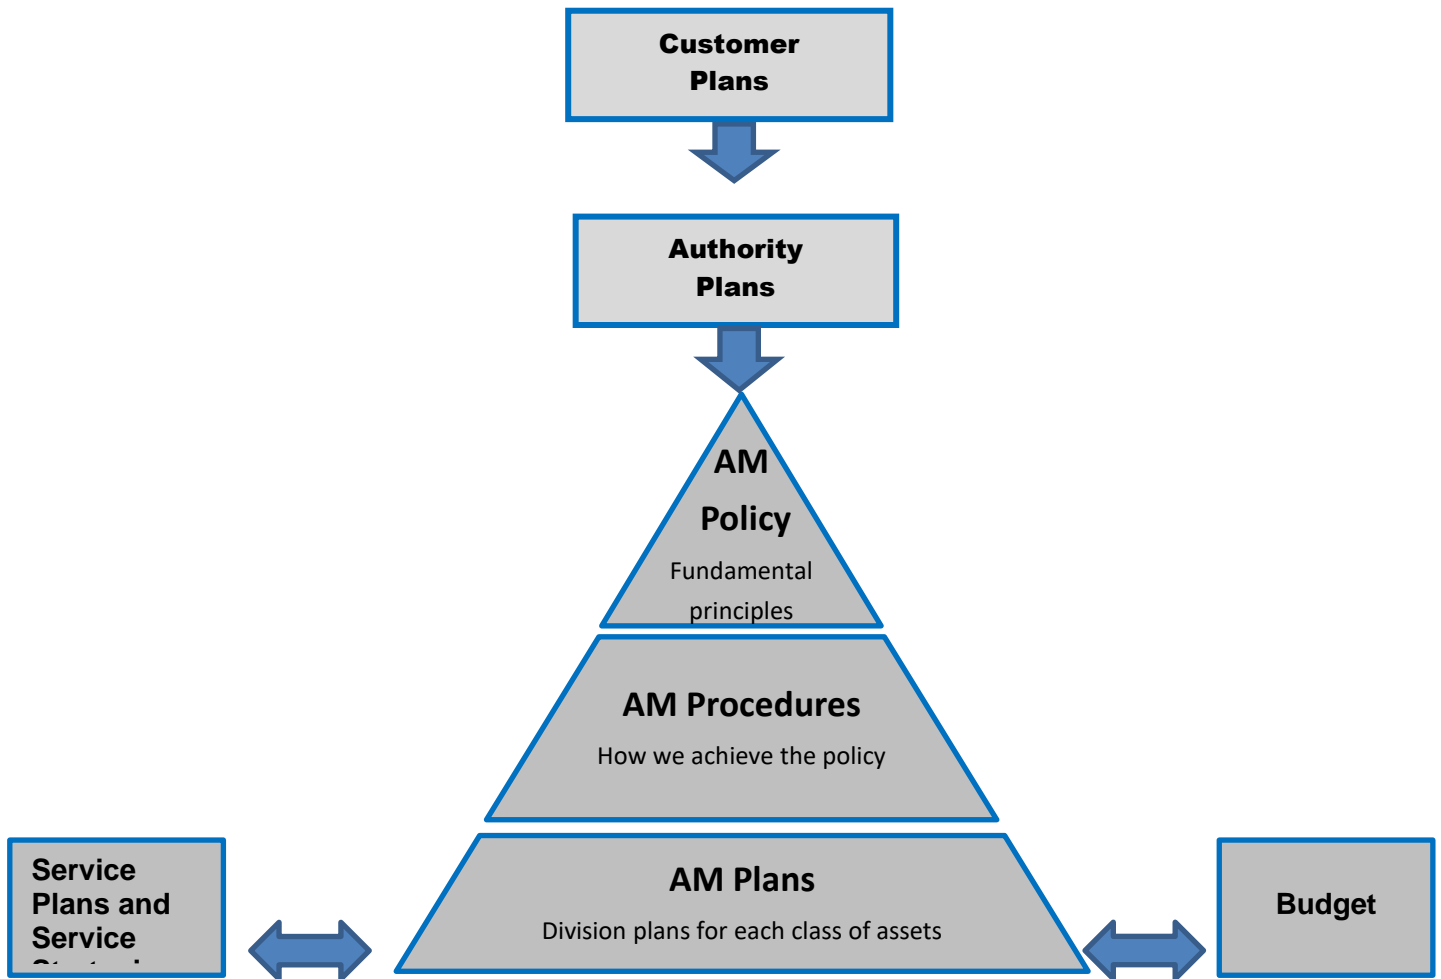 Customer
Plans
Authority
Plans
AM
Policy
Fundamental
principles
AM Procedures
How we achieve the policy
Service
Plans and
Service
AM Plans
Division plans for each class of assets
Budget